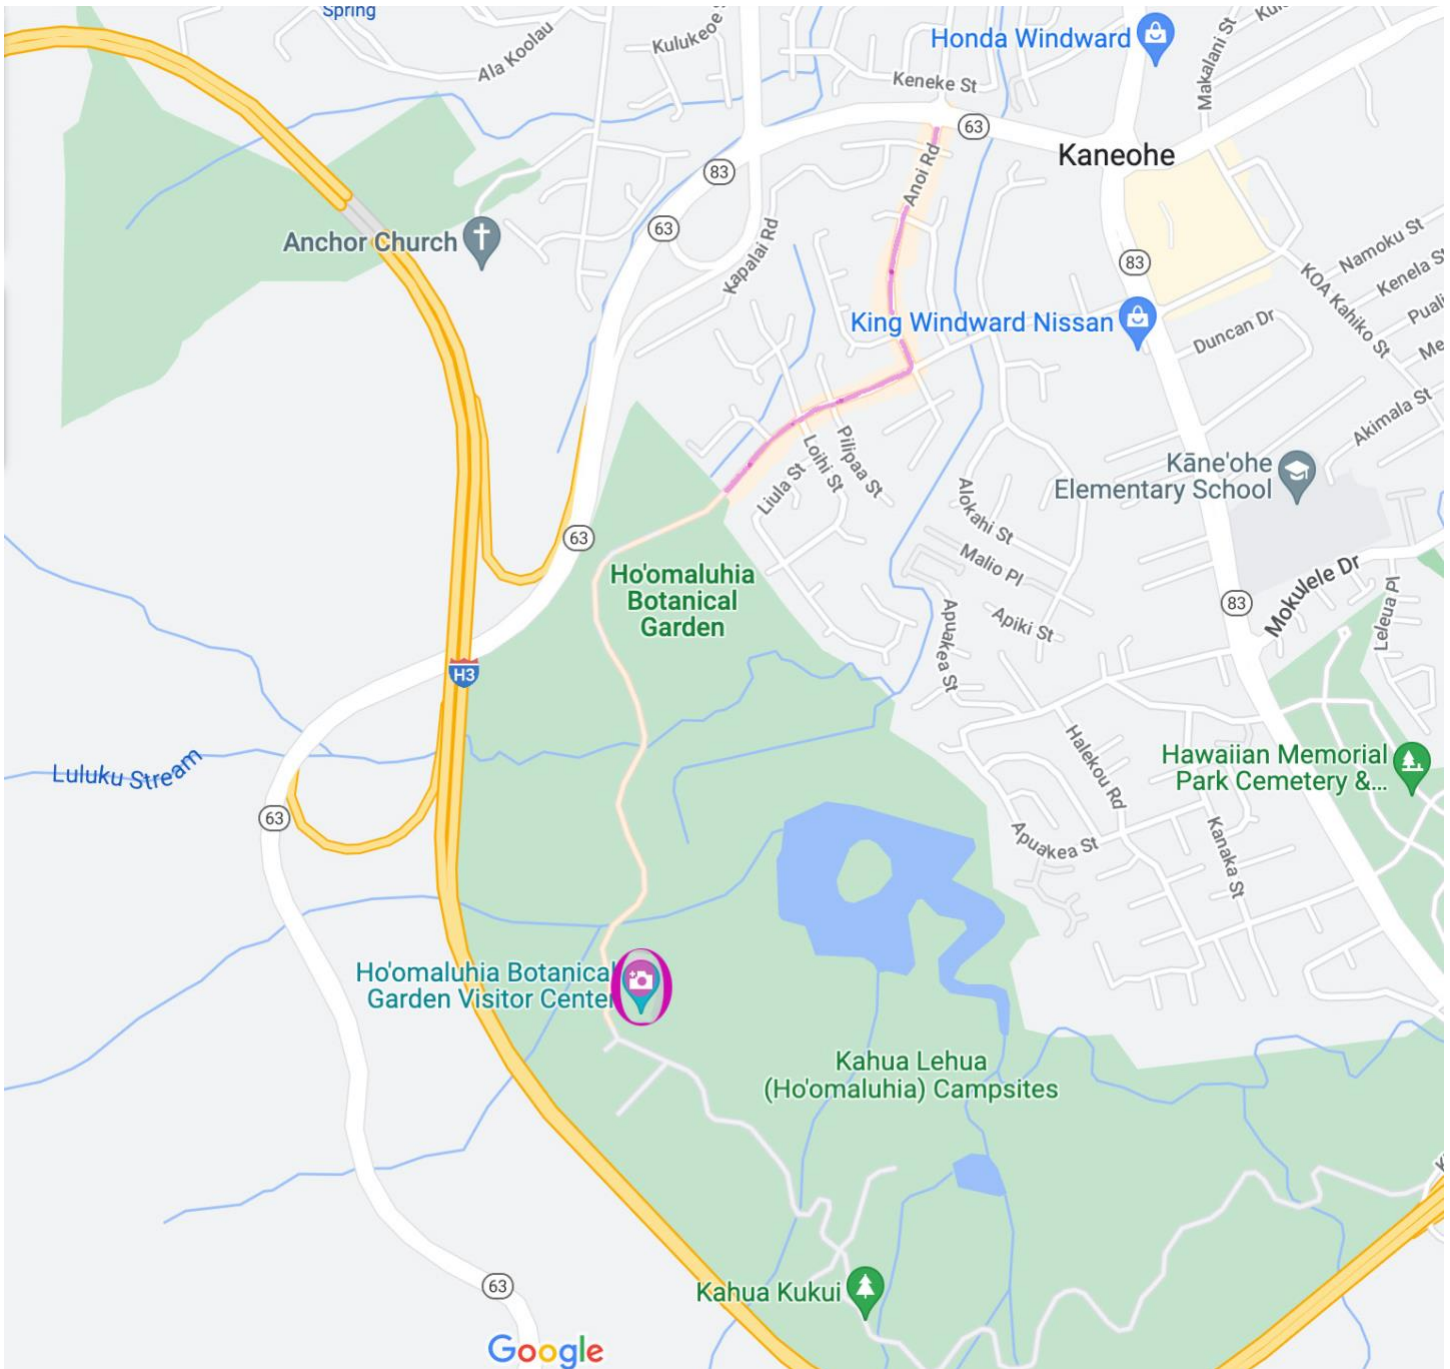 Spring
Ala Koolau
Kulukeoe
Honda Windward
Keneke St
Makalani St
63
Kaneohe
83
Anoi Rd
63
Anchor Church
Kapalai Rd
83
Namoku St
Kenela St
KOA Kahiko St
King Windward Nissan
Duncan Dr
Akimala St
Pilipaa St
Loihi St
Liula St
Kāne'ohe
Elementary School
Alokahi St
63
Malio Pl
Ho'omaluhia
Botanical
Garden
Apuakea St
Apiki St
83
Mokulele Dr
Leleua Pl
H3
Luluku Stream
Halekou Rd
Hawaiian Memorial
Park Cemetery &...
63
Apuakea St
Kanaka St
Ho'omaluhia Botanical
Garden Visitor Center
Kahua Lehua
(Ho'omaluhia) Campsites
63
Kahua Kukui
Google